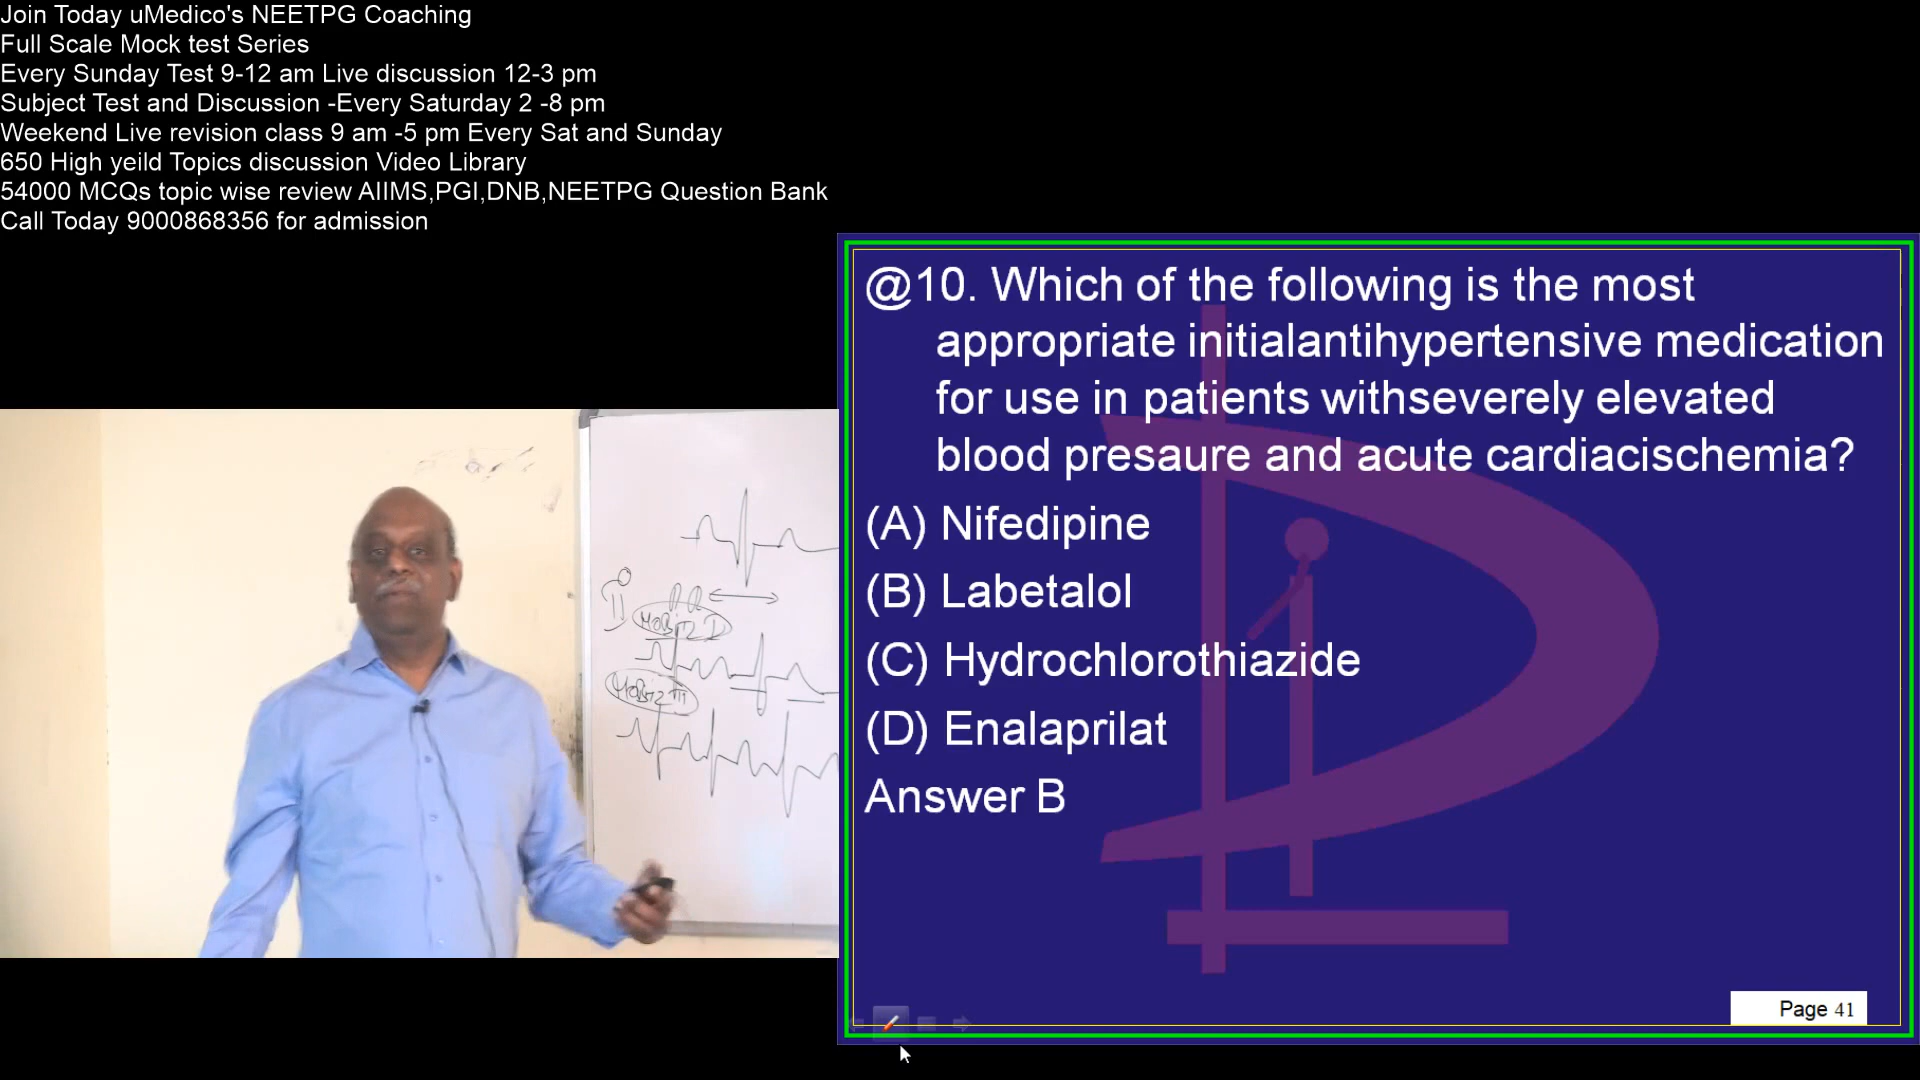 Join Today uMedico's NEETPG Coaching
Full Scale Mock test Series
Every Sunday Test 9-12 am Live discussion 12-3 pm
Subject Test and Discussion -Every Saturday 2 -8 pm
Weekend Live revision class 9 am -5 pm Every Sat and Sunday
650 High yeild Topics discussion Video Library
54000 MCQs topic wise review AIIMS,PGI,DNB,NEETPG Question Bank
Call Today 9000868356 for admission
@10. Which of the following is the most
appropriate initialantihypertensive medication
for use in patients withseverely elevated
blood presaure and acute cardiacischemia?
(A) Nifedipine
(B) Labetalol
(C) Hydrochlorothiazide
(D) Enalaprilat
Answer B
Page 41